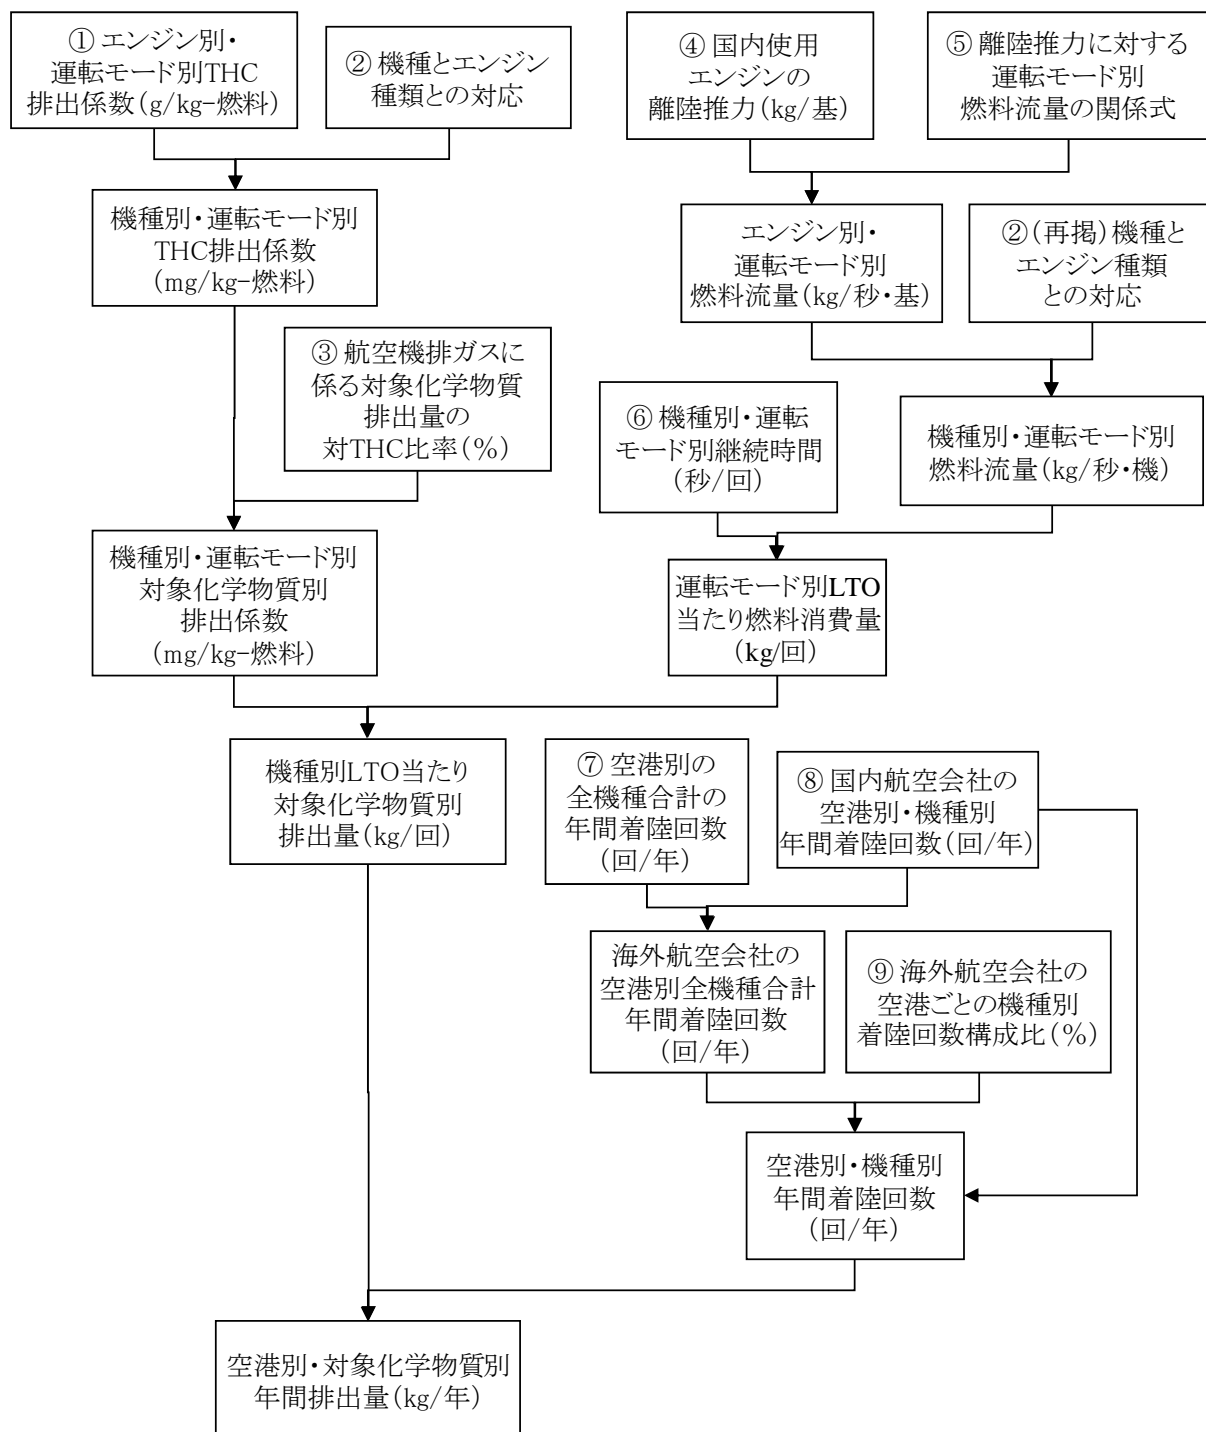 ① エンジン別・
運転モード別THC
排出係数(g/kg-燃料)
② 機種とエンジン
種類との対応
④ 国内使用
エンジンの
離陸推力(kg/基)
⑤ 離陸推力に対する
運転モード別
燃料流量の関係式
機種別・運転モード別
THC排出係数
(mg/kg-燃料)
エンジン別・
運転モード別
燃料流量(kg/秒・基)
②(再掲)機種と
エンジン種類
との対応
③ 航空機排ガスに
係る対象化学物質
排出量の
対THC比率(%)
⑥ 機種別・運転
モード別継続時間
(秒/回)
機種別・運転モード別
燃料流量(kg/秒・機)
機種別・運転モード別
対象化学物質別
排出係数
(mg/kg-燃料)
運転モード別LTO
当たり燃料消費量
(kg/回)
機種別LTO当たり
対象化学物質別
排出量(kg/回)
⑦ 空港別の
全機種合計の
年間着陸回数
(回/年)
⑧ 国内航空会社の
空港別・機種別
年間着陸回数(回/年)
海外航空会社の
空港別全機種合計
年間着陸回数
(回/年)
⑨ 海外航空会社の
空港ごとの機種別
着陸回数構成比(%)
空港別・機種別
年間着陸回数
(回/年)
空港別・対象化学物質別
年間排出量(kg/年)